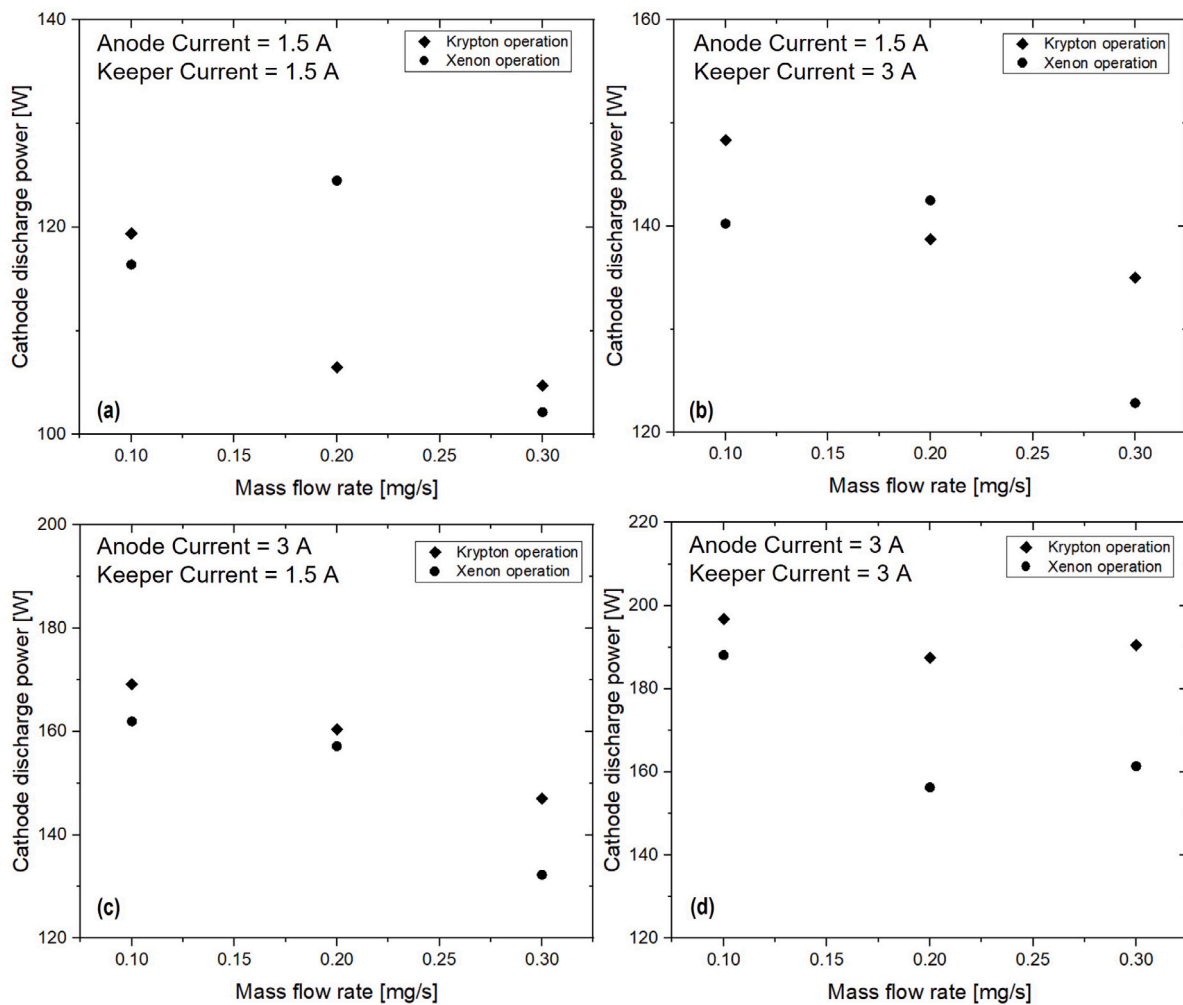 Anode Current = 1.5 A
Keeper Current = 1.5 A
Krypton operation
Xenon operation
Cathode discharge power [W]
140
120
100
(a)
0.10 0.15 0.20 0.25 0.30
Mass flow rate [mg/s]
Anode Current = 1.5 A
Keeper Current = 3 A
Krypton operation
Xenon operation
Cathode discharge power [W]
160
140
120
(b)
0.10 0.15 0.20 0.25 0.30
Mass flow rate [mg/s]
Anode Current = 3 A
Keeper Current = 1.5 A
Krypton operation
Xenon operation
Cathode discharge power [W]
200
180
160
140
120
(c)
0.10 0.15 0.20 0.25 0.30
Mass flow rate [mg/s]
Anode Current = 3 A
Keeper Current = 3 A
Krypton operation
Xenon operation
Cathode discharge power [W]
220
200
180
160
140
120
(d)
0.10 0.15 0.20 0.25 0.30
Mass flow rate [mg/s]